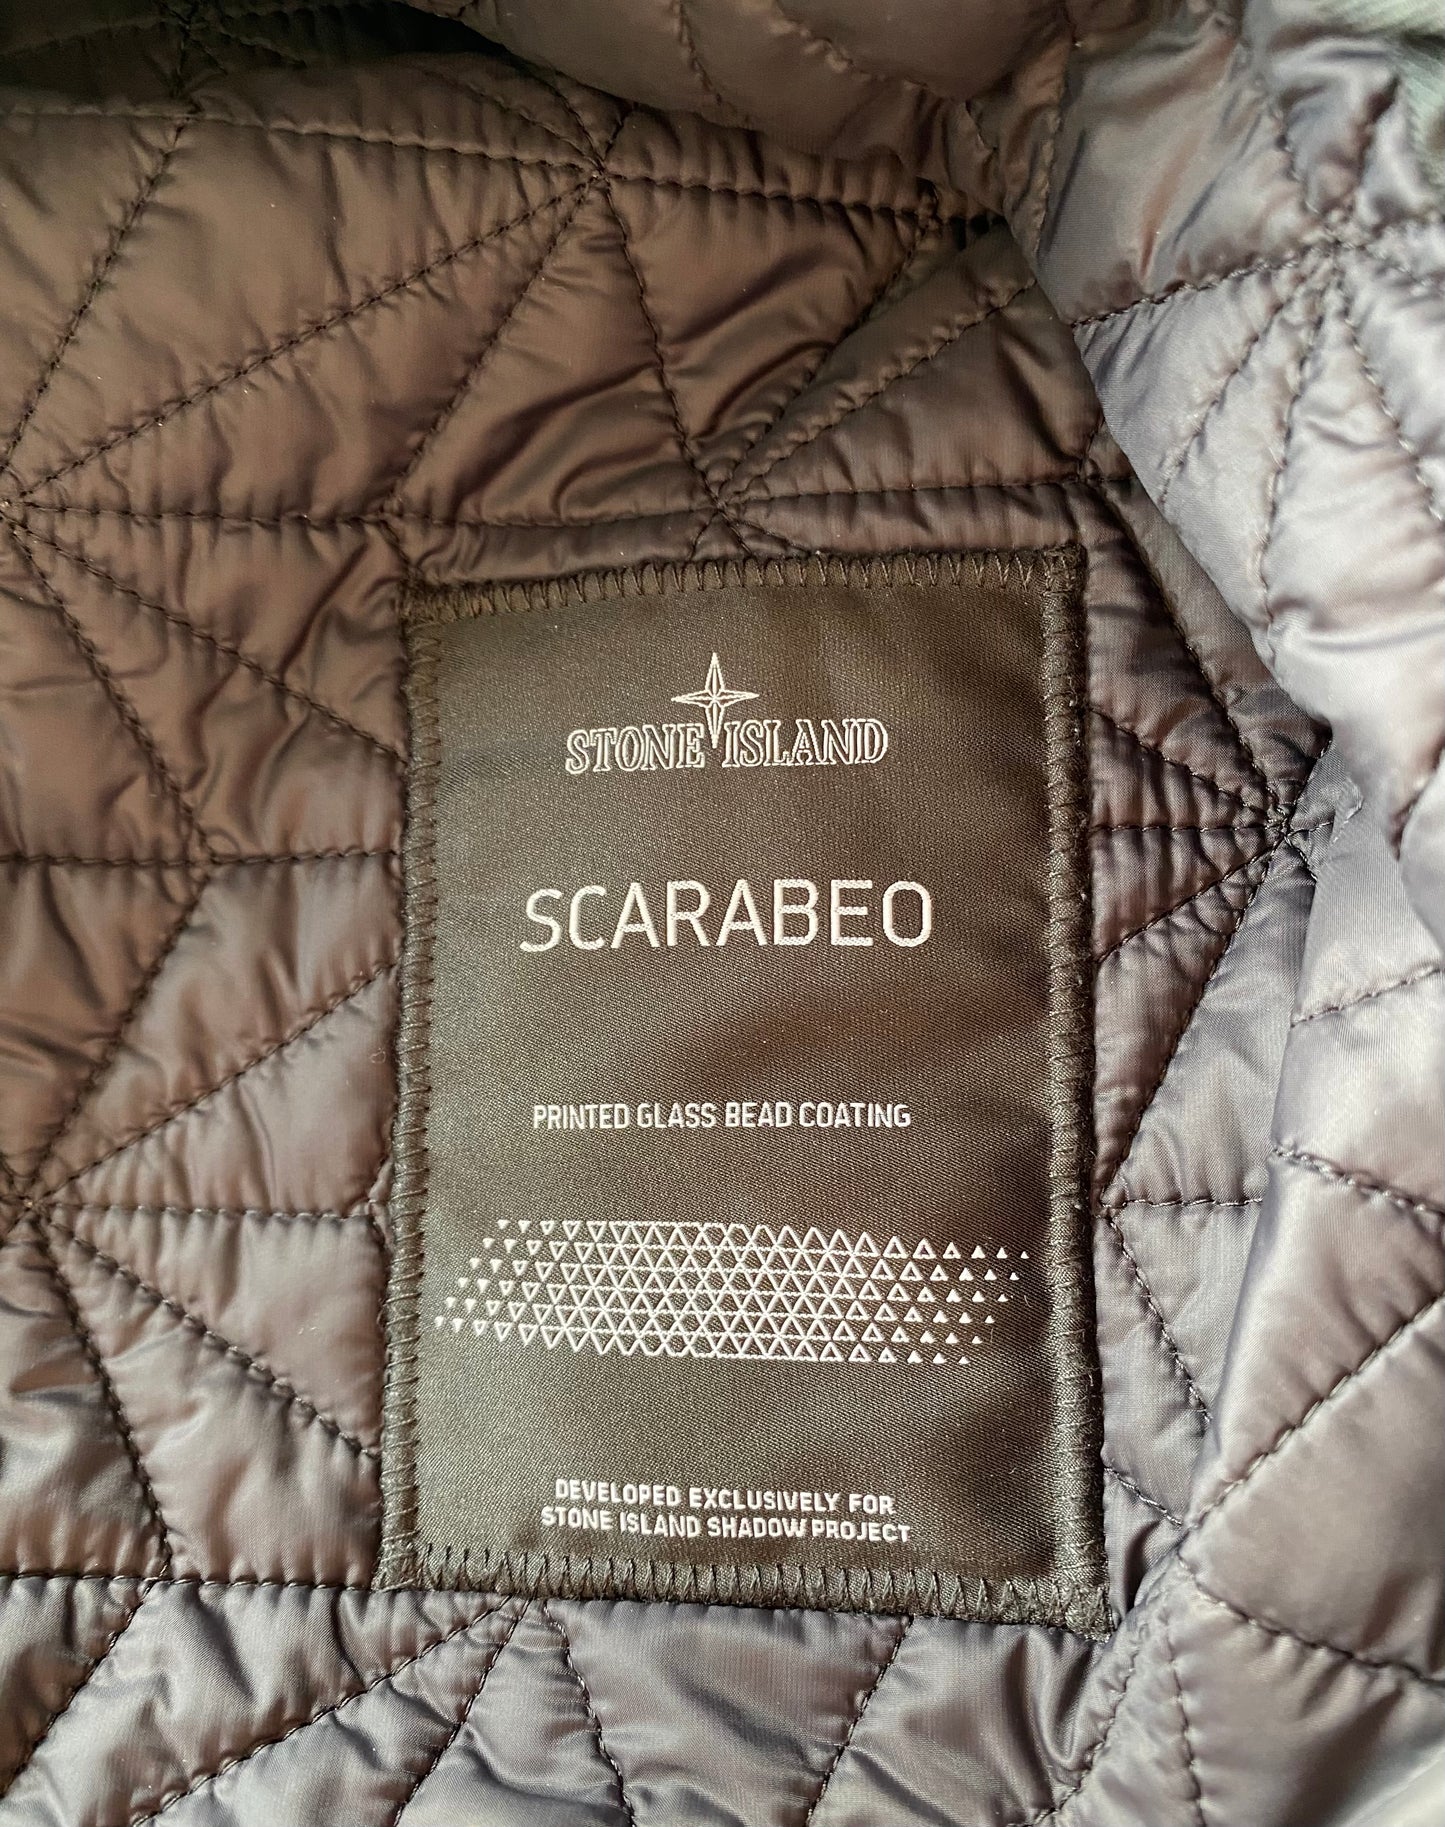 STONE ISLAND
SCARABEO
PRINTED GLASS BEAD COATING
DEVELOPED EXCLUSIVELY FOR
STONE ISLAND SHADOW PROJECT